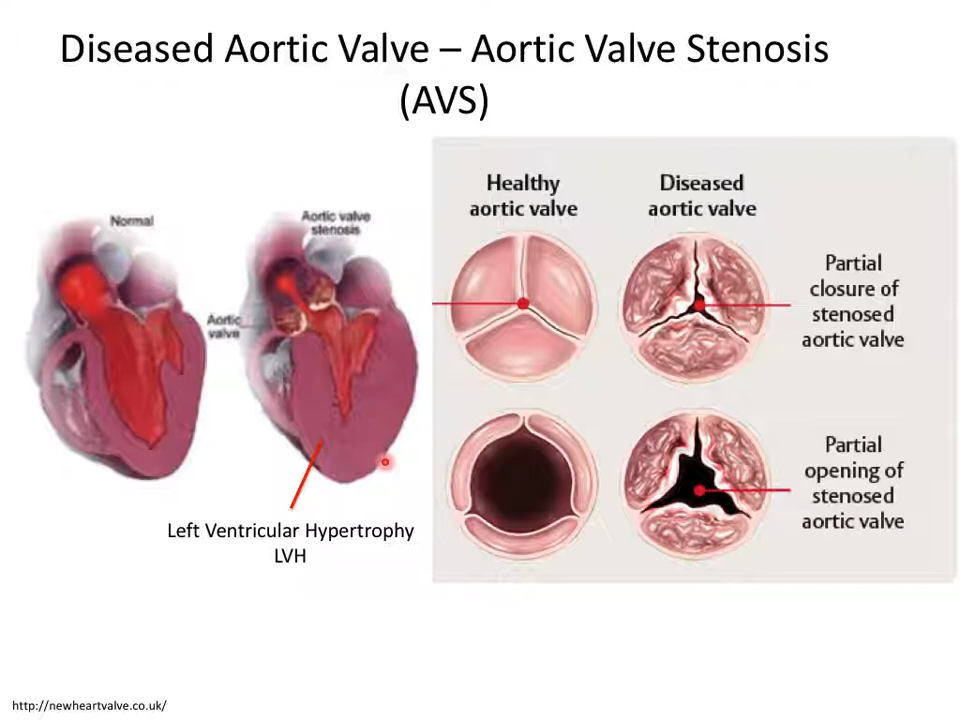 Diseased Aortic Valve – Aortic Valve Stenosis
(AVS)
Normal
Aortic valve
stenosis
Aortic
valve
Left Ventricular Hypertrophy
LVH
Healthy
aortic valve
Diseased
aortic valve
Partial
closure of
stenosed
aortic valve
Partial
opening of
stenosed
aortic valve
http://newheartvalve.co.uk/